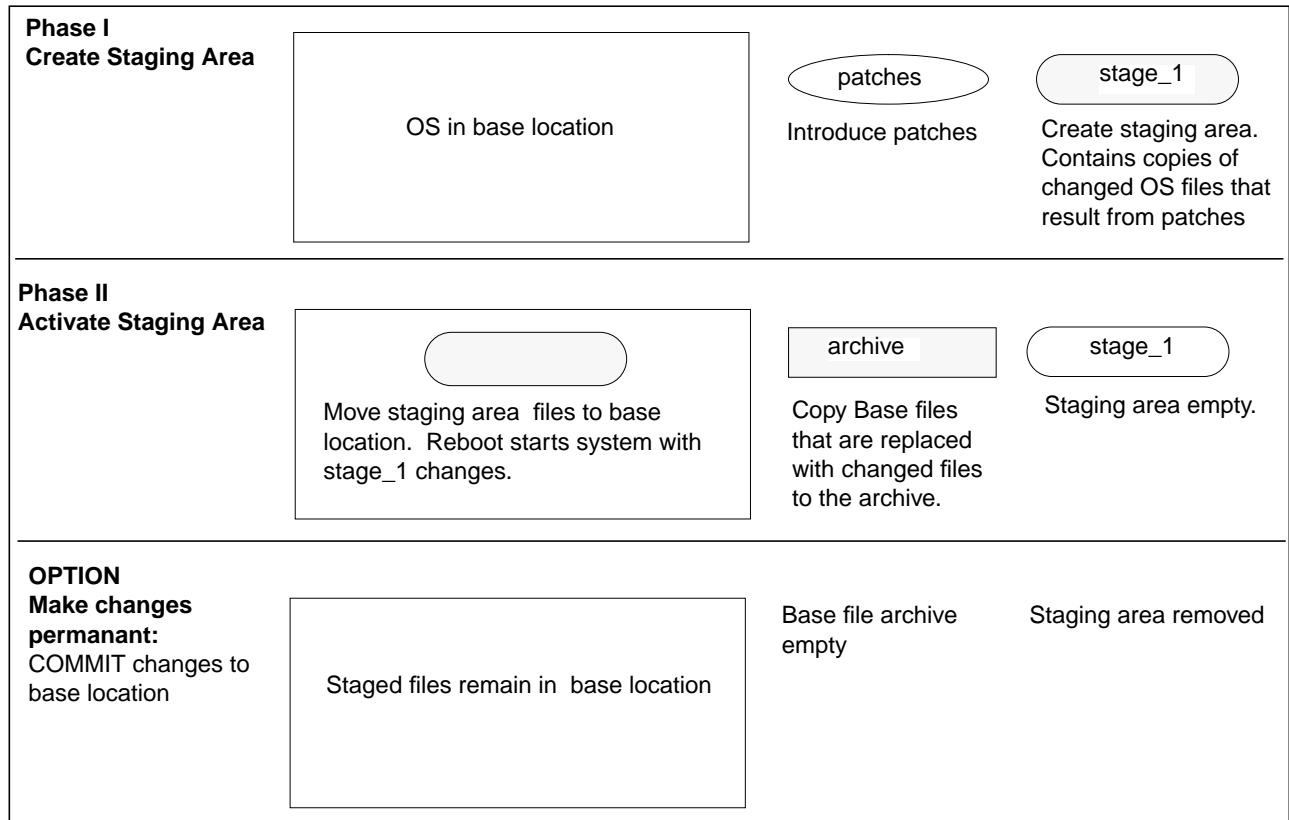 Phase I
Create Staging Area
OS in base location
patches
Introduce patches
stage_1
Create staging area.
Contains copies of
changed OS files that
result from patches
Phase II
Activate Staging Area
Move staging area files to base
location. Reboot starts system with
stage_1 changes.
archive
Copy Base files
that are replaced
with changed files
to the archive.
stage_1
Staging area empty.
OPTION
Make changes
permanant:
COMMIT changes to
base location
Staged files remain in base location
Base file archive
empty
Staging area removed